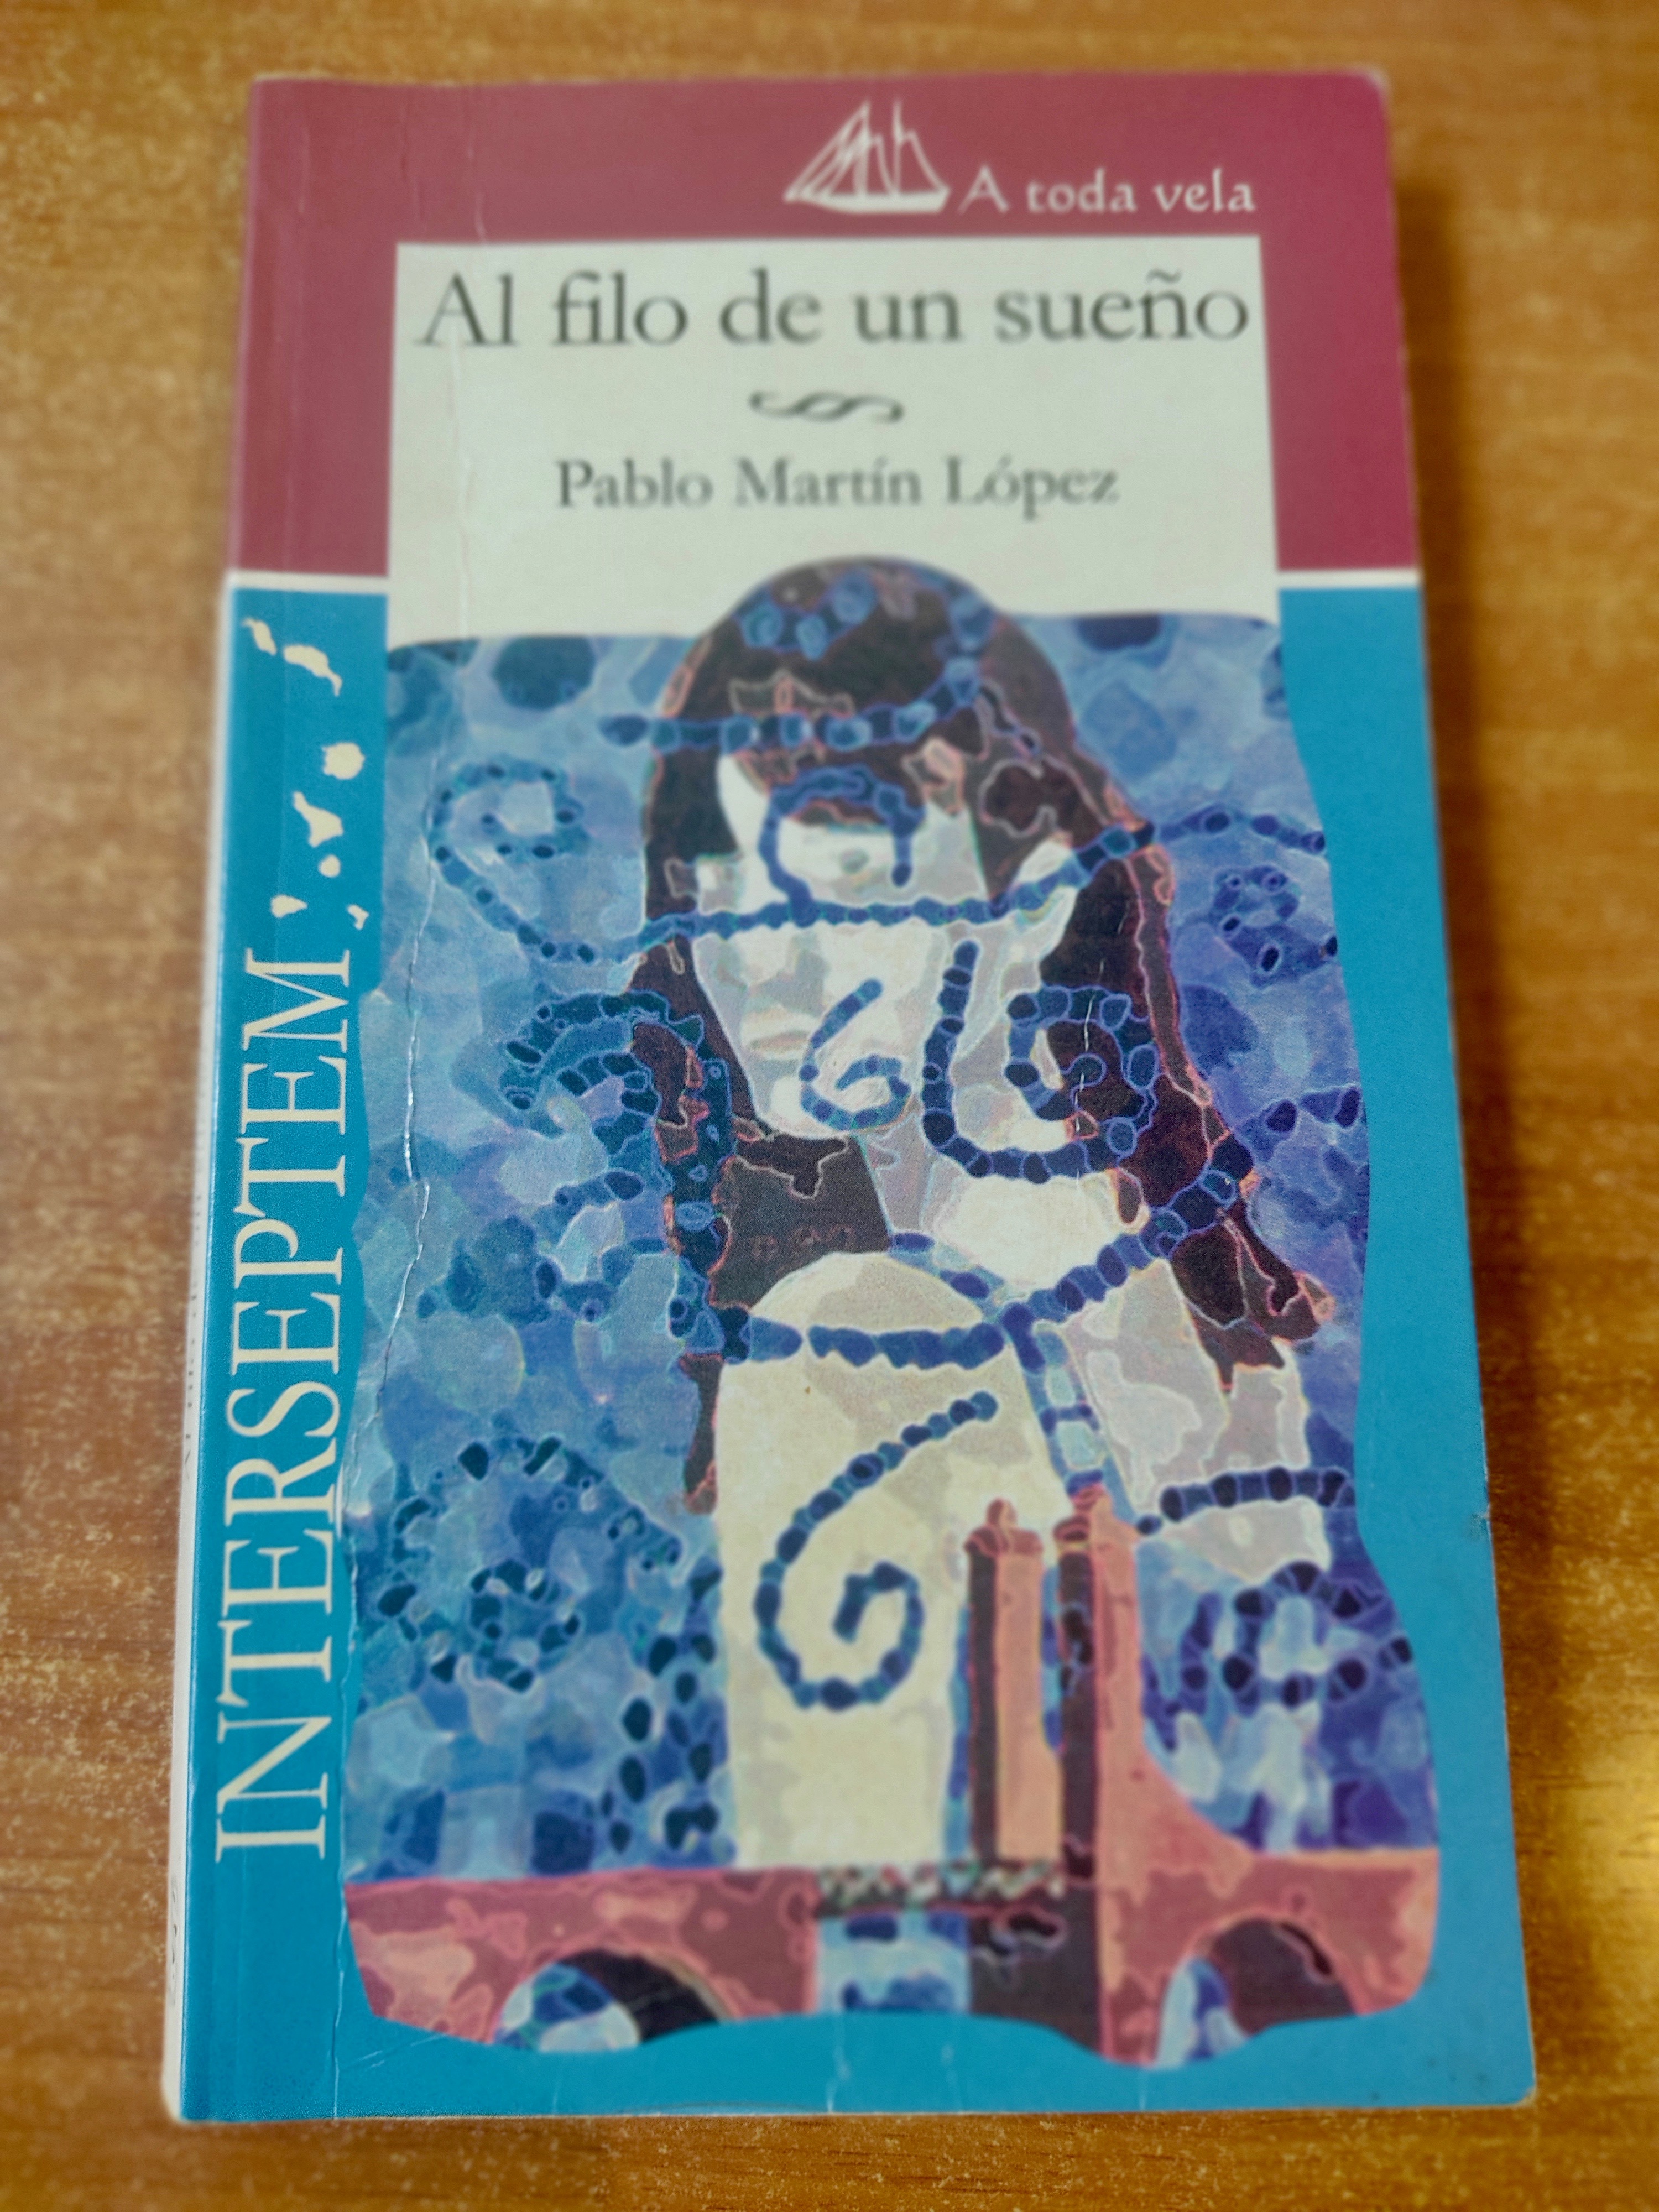 A toda vela
Al filo de un sueño
Pablo Martín López
INTERSEPTEM